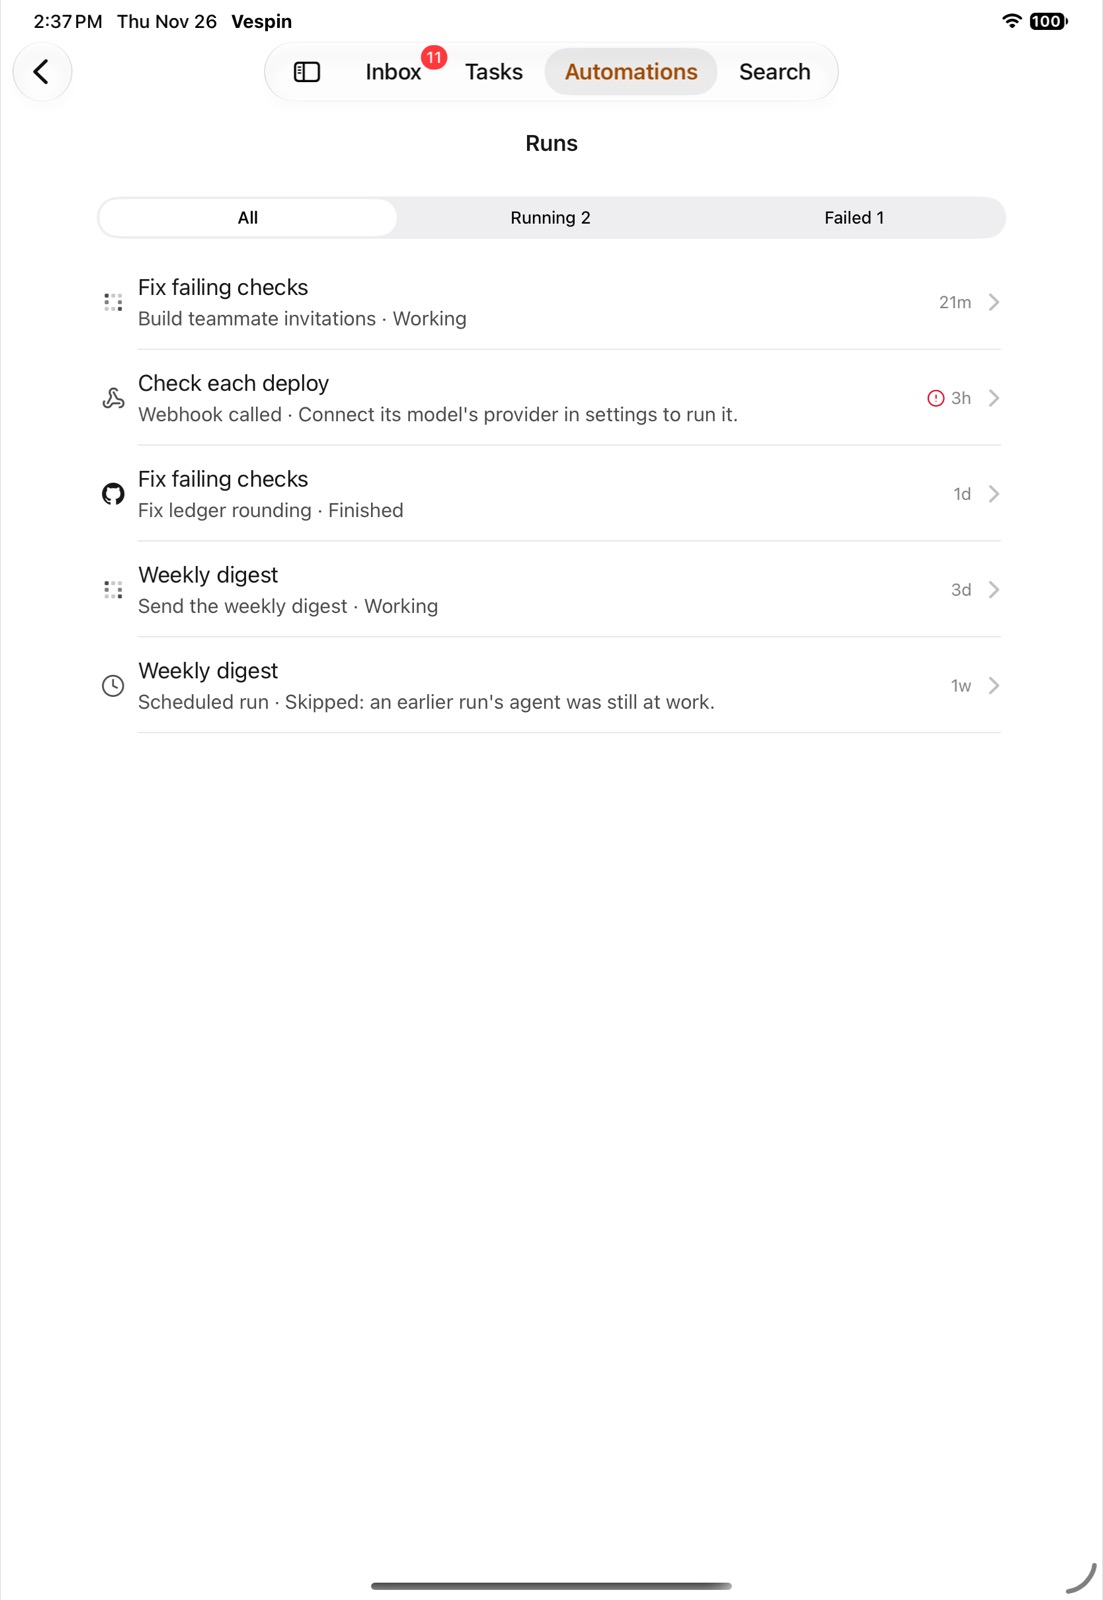 2:37 PM Thu Nov 26 Vespin
100
Inbox 11 Tasks Automations Search
Runs
All Running 2 Failed 1
Fix failing checks
Build teammate invitations · Working
21m
Check each deploy
Webhook called · Connect its model's provider in settings to run it.
3h
Fix failing checks
Fix ledger rounding · Finished
1d
Weekly digest
Send the weekly digest · Working
3d
Weekly digest
Scheduled run · Skipped: an earlier run's agent was still at work.
1w